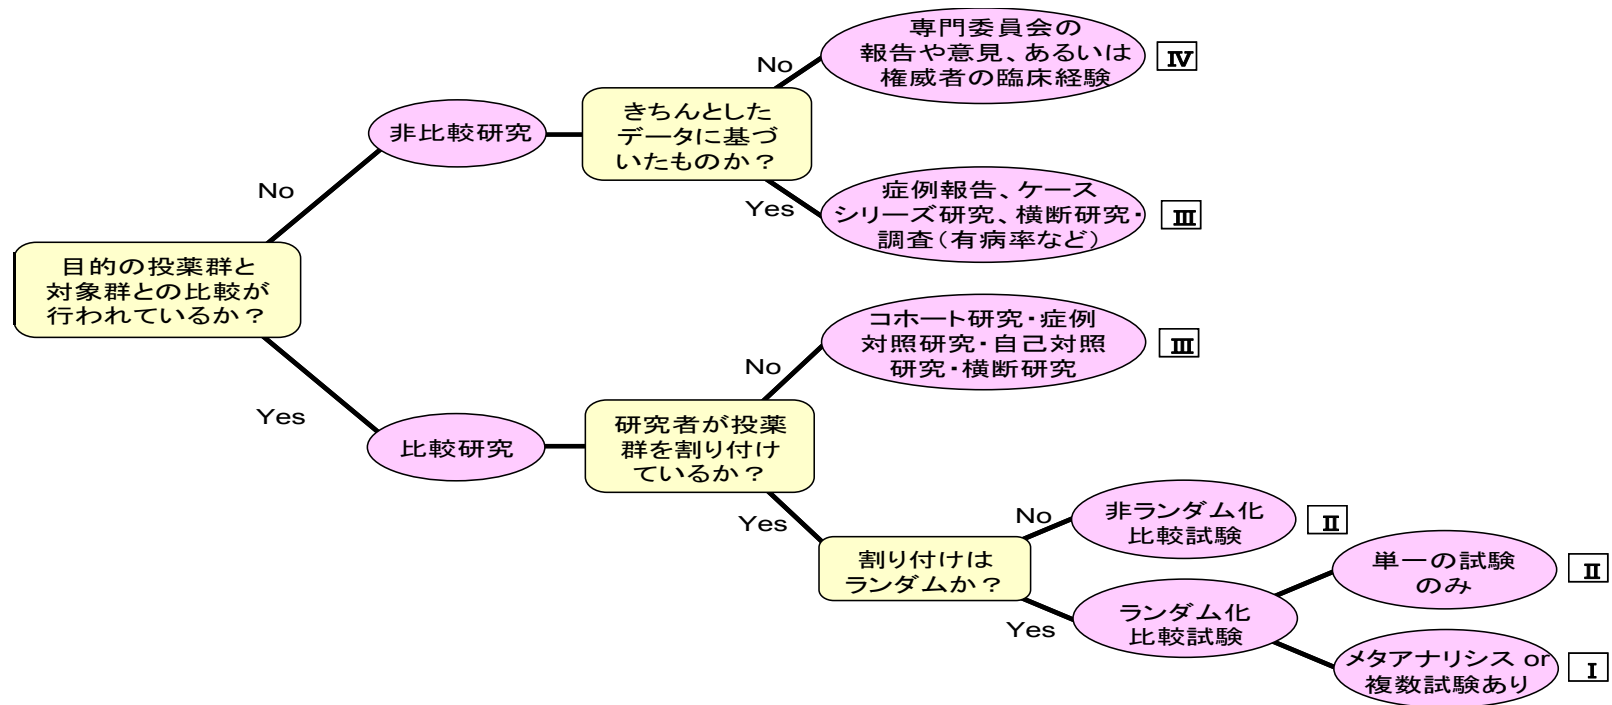 専門委員会の
報告や意見、あるいは
権威者の臨床経験
Ⅳ
No
きちんとした
データに基づ
いたものか？
非比較研究
Yes
症例報告、ケース
シリーズ研究、横断研究・
調査（有病率など）
Ⅲ
No
目的の投薬群と
対象群との比較が
行われているか？
Yes
コホート研究・症例
対照研究・自己対照
研究・横断研究
Ⅲ
No
比較研究
研究者が投薬
群を割り付け
ているか？
Yes
No
非ランダム化
比較試験
Ⅱ
割り付けは
ランダムか？
Yes
ランダム化
比較試験
単一の試験
のみ
Ⅱ
メタアナリシス or
複数試験あり
Ⅰ